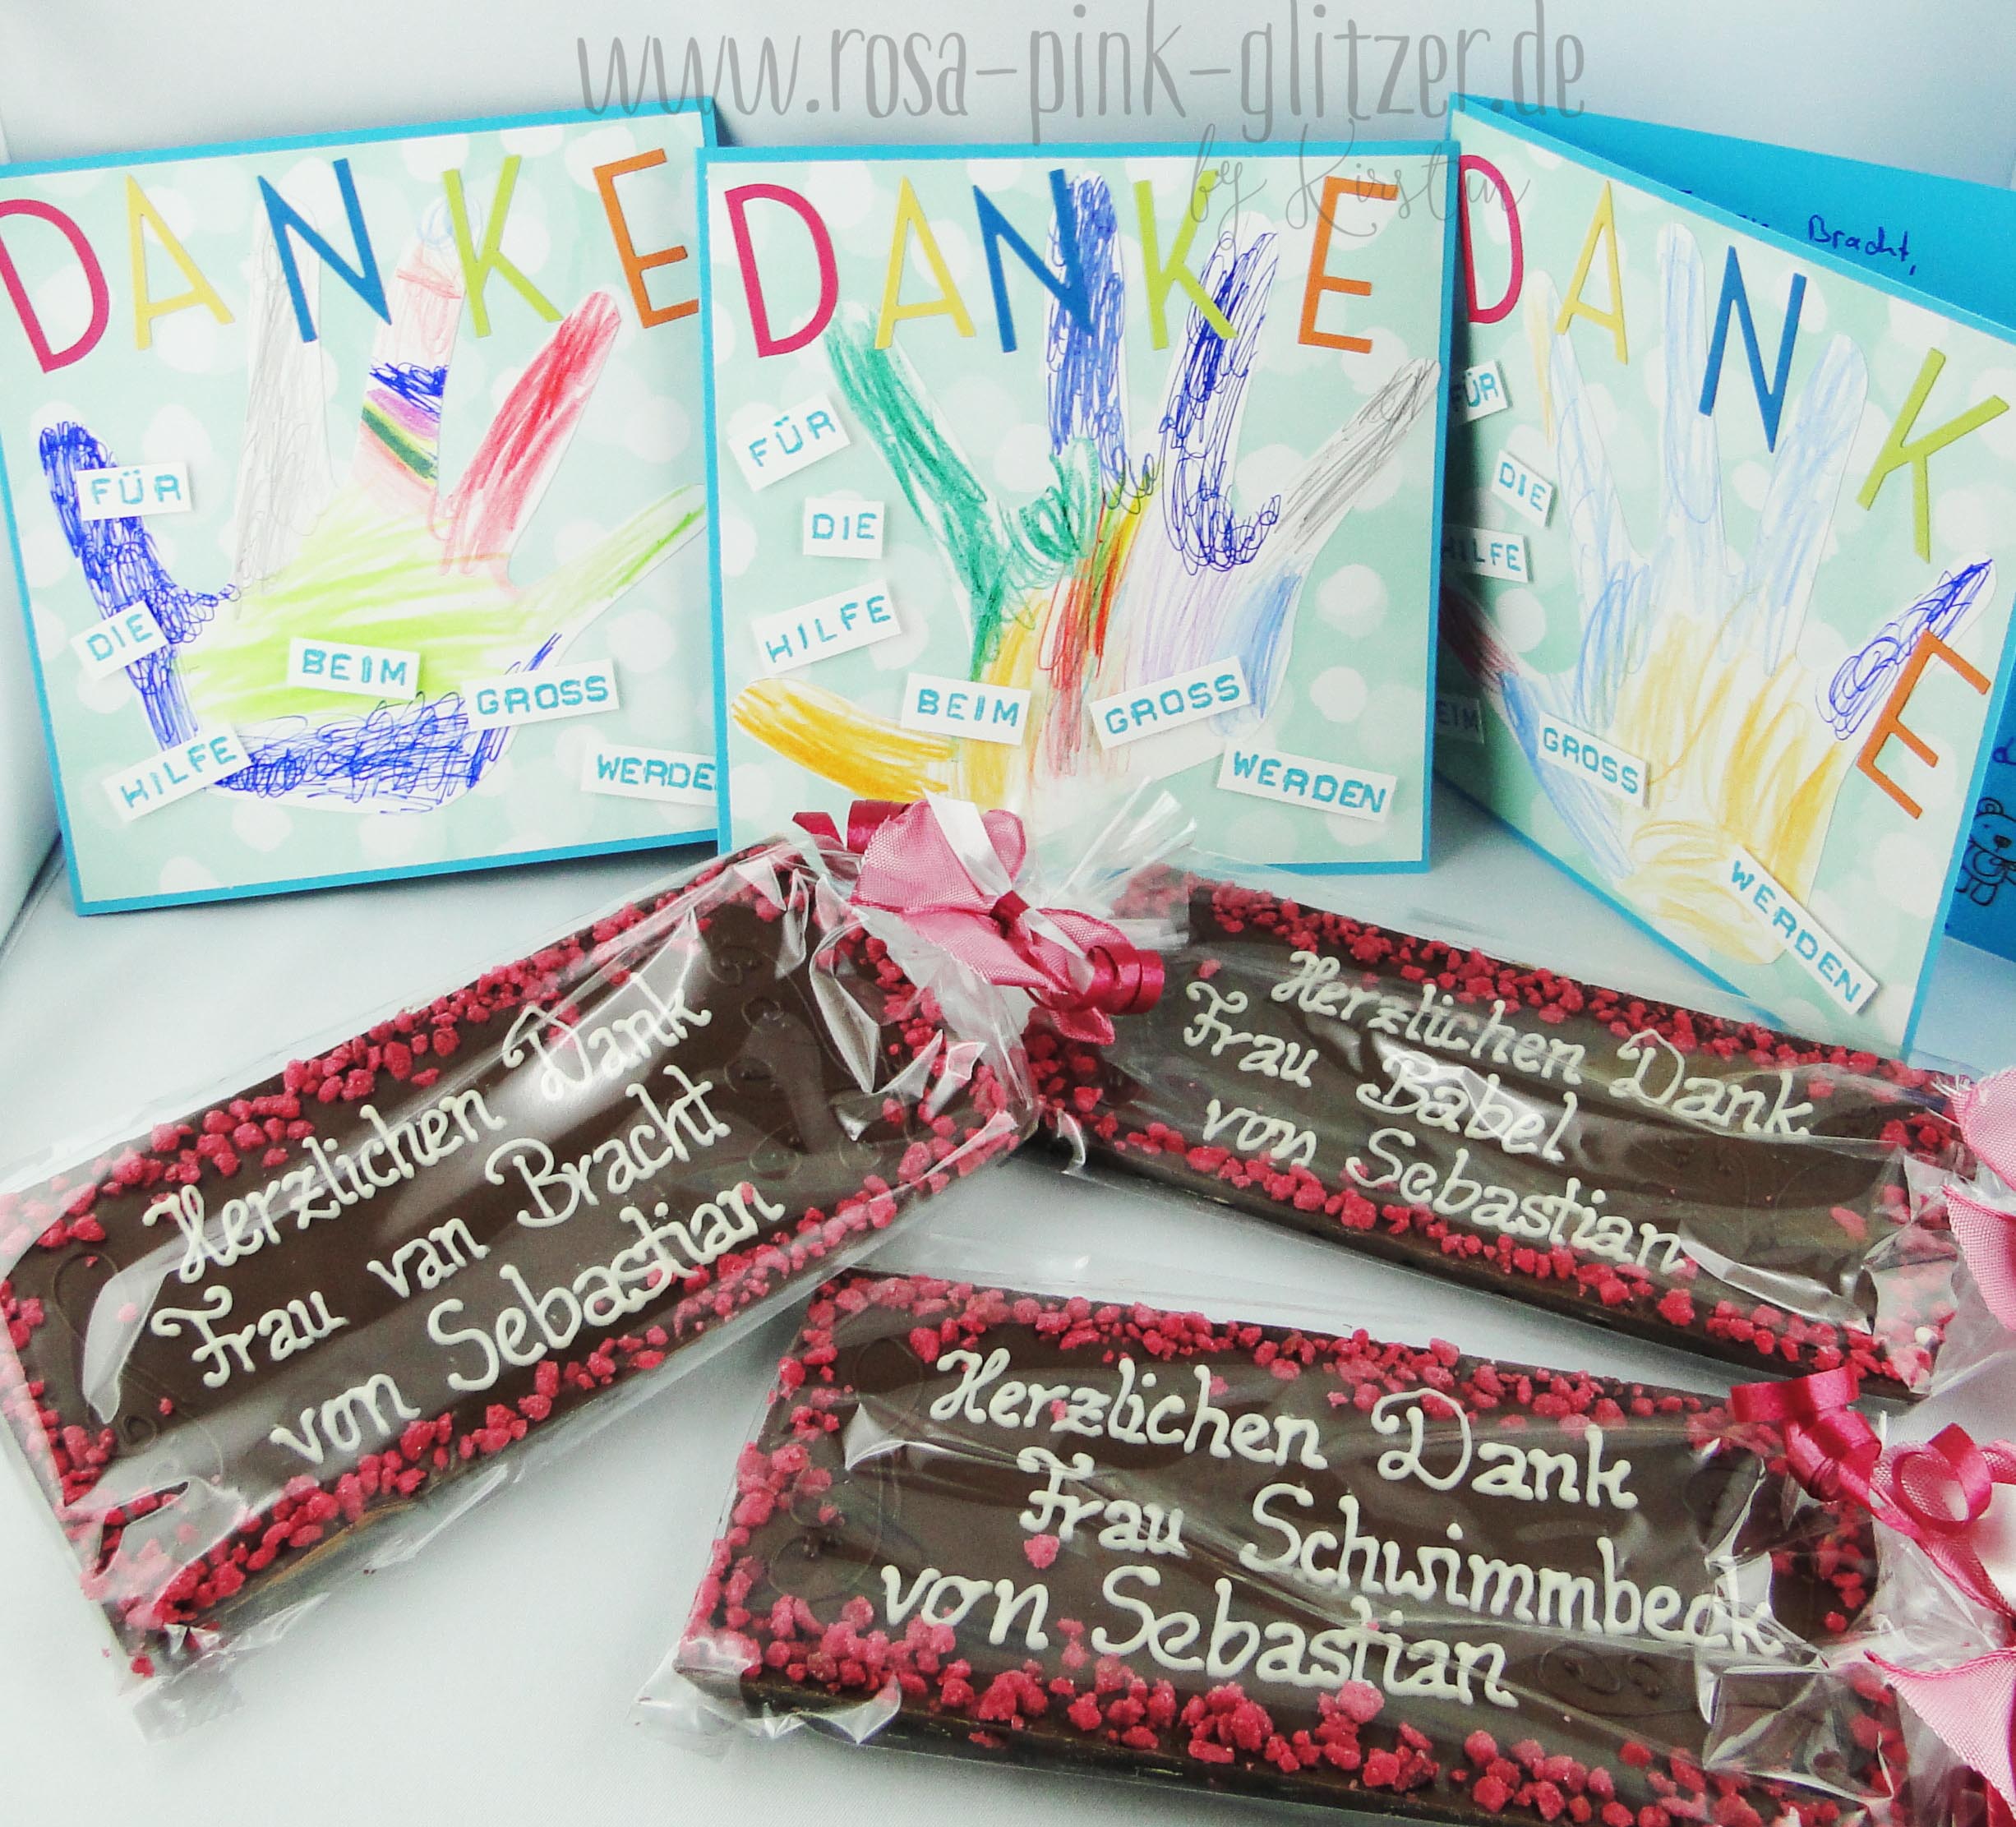 www.rosa-pink-glitzer.de
by Kirstin
DANKE
FÜR
DIE
HILFE
BEIM
GROSS
WERDE
DANKE
FÜR
DIE
HILFE
BEIM
GROSS
WERDEN
Bracht,
DANKE
FÜR
DIE
HILFE
BEIM
GROSS
WERDEN
Herzlichen Dank
Frau van Bracht
von Sebastian
Herzlichen Dank
Frau Babel
von Sebastian
Herzlichen Dank
Frau Schwimmbeck
von Sebastian